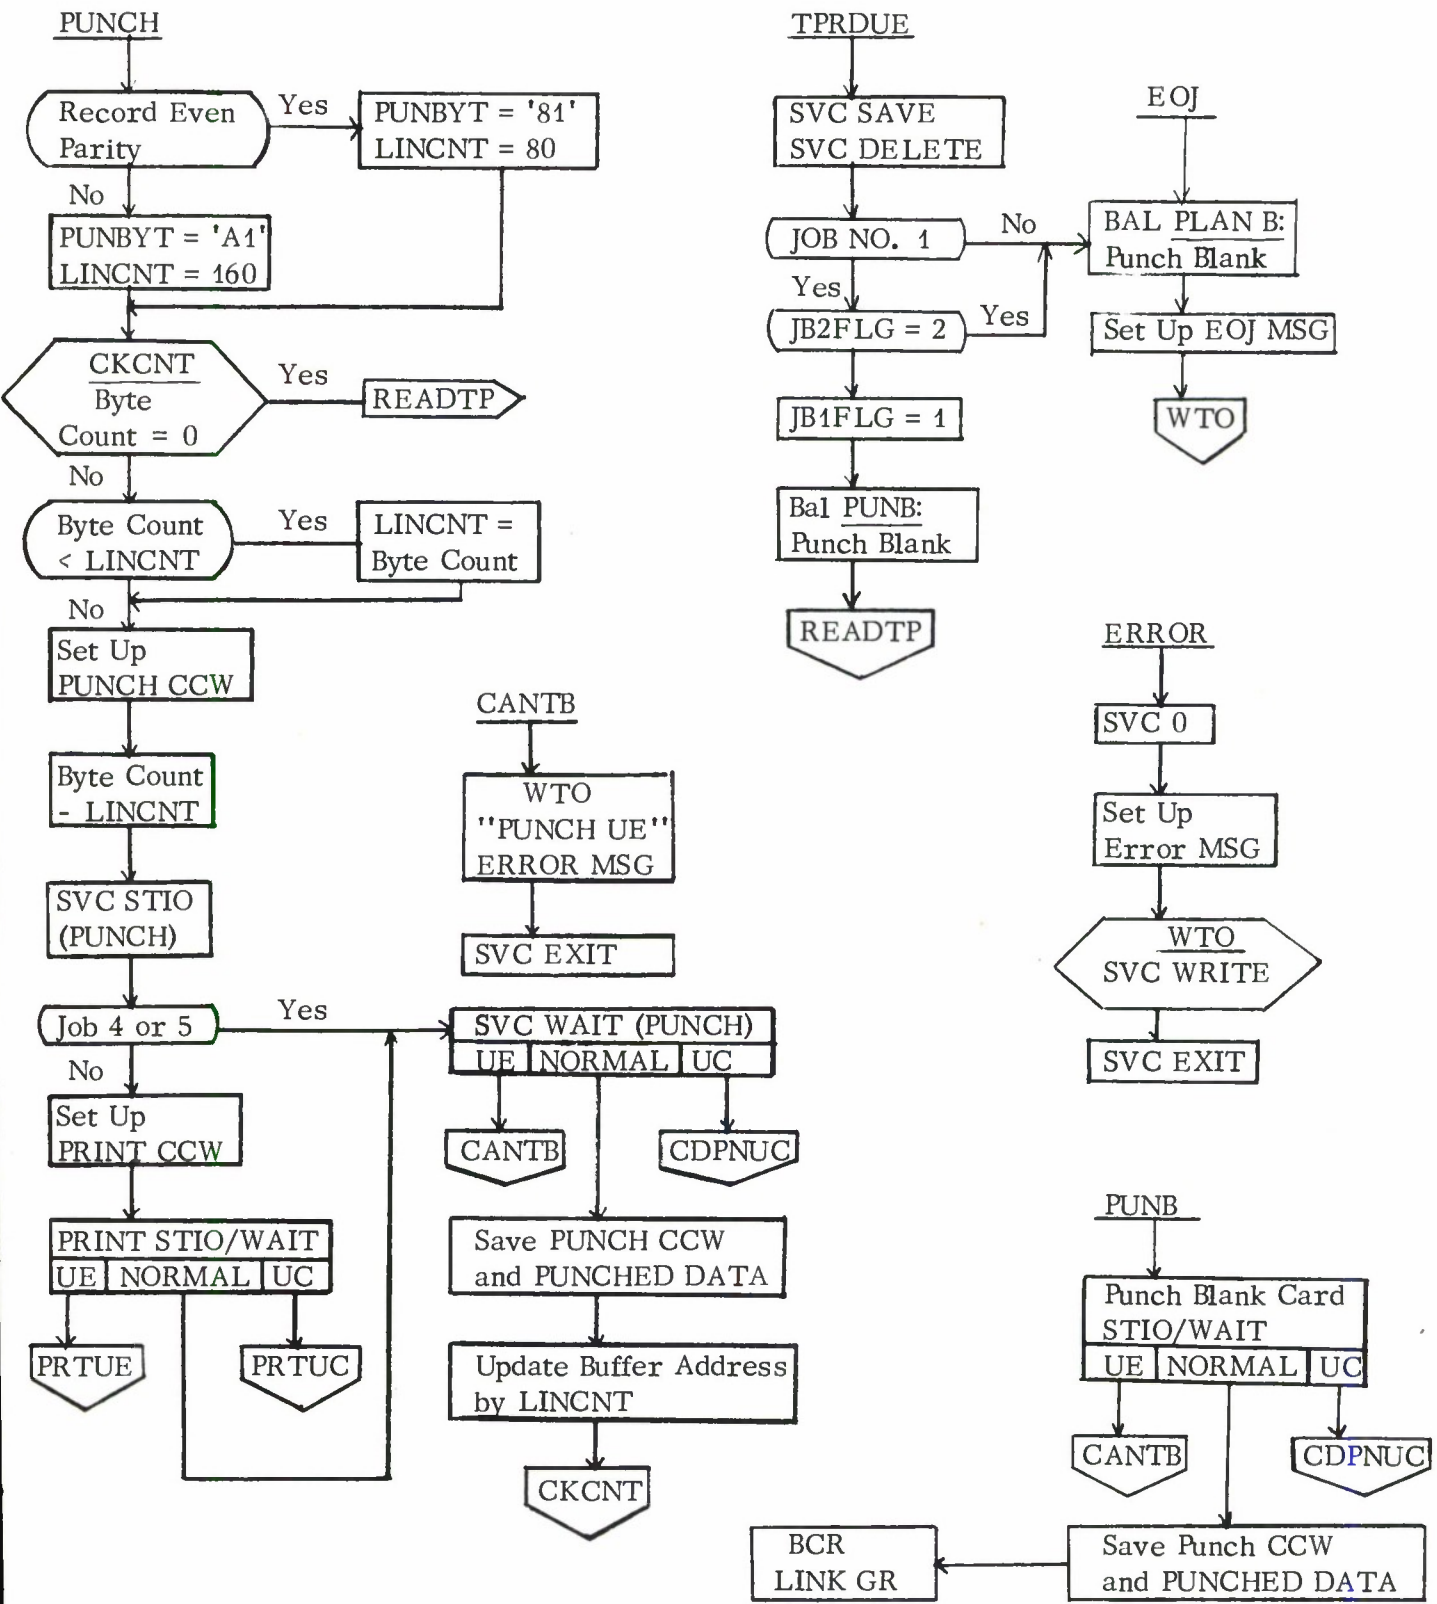 PUNCH
Record Even
Parity
Yes
PUNBYT = '81'
LINCNT = 80
No
PUNBYT = 'A1'
LINCNT = 160
CKCNT
Byte
Count = 0
Yes
READTP
No
Byte Count
< LINCNT
Yes
LINCNT =
Byte Count
No
Set Up
PUNCH CCW
Byte Count
- LINCNT
SVC STIO
(PUNCH)
Job 4 or 5
Yes
No
Set Up
PRINT CCW
PRINT STIO/WAIT
UE NORMAL UC
PRTUE
PRTUC
CANTB
WTO
"PUNCH UE"
ERROR MSG
SVC EXIT
SVC WAIT (PUNCH)
UE NORMAL UC
CANTB
CDPNUC
Save PUNCH CCW
and PUNCHED DATA
Update Buffer Address
by LINCNT
CKCNT
TPRDUE
SVC SAVE
SVC DELETE
JOB NO. 1
No
Yes
JB2FLG = 2
Yes
JB1FLG = 1
Bal PUNB:
Punch Blank
READTP
EOJ
BAL PLAN B:
Punch Blank
Set Up EOJ MSG
WTO
ERROR
SVC 0
Set Up
Error MSG
WTO
SVC WRITE
SVC EXIT
PUNB
Punch Blank Card
STIO/WAIT
UE NORMAL UC
CANTB
CDPNUC
Save Punch CCW
and PUNCHED DATA
BCR
LINK GR